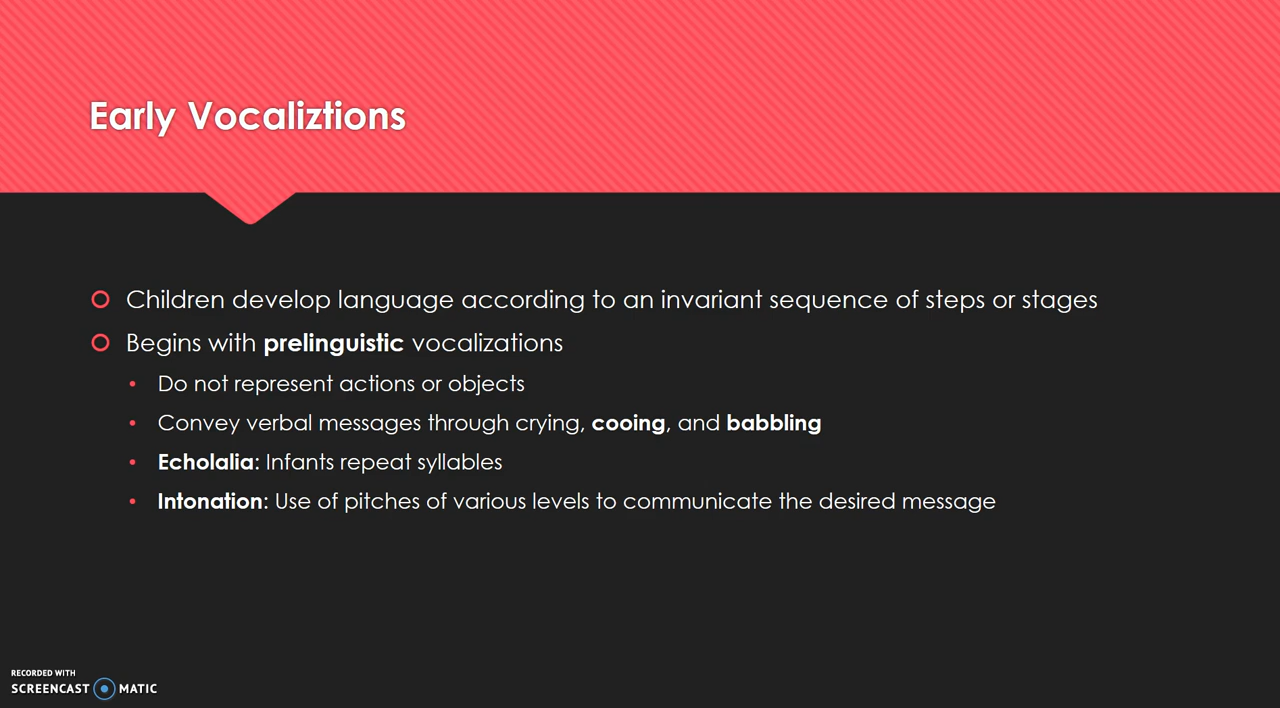 Early Vocaliztions
Children develop language according to an invariant sequence of steps or stages
Begins with prelinguistic vocalizations
Do not represent actions or objects
Convey verbal messages through crying, cooing, and babbling
Echolalia: Infants repeat syllables
Intonation: Use of pitches of various levels to communicate the desired message
RECORDED WITH
SCREENCAST MATIC